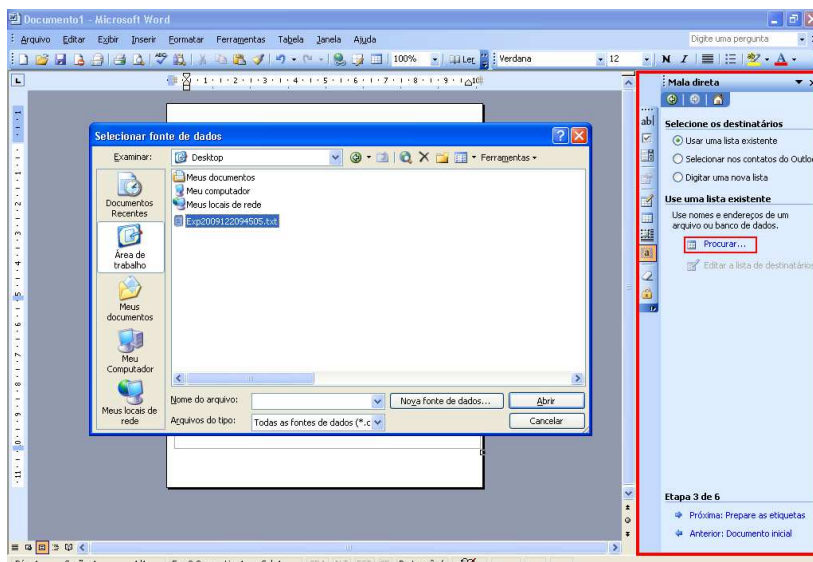 Documento1 - Microsoft Word
Arquivo Editar Exibir Inserir Formatar Ferramentas Tabela Janela Ajuda
Digite uma pergunta
100%
Ler
Verdana
12
N I
Mala direta
Selecione os destinatários
Usar uma lista existente
Selecionar nos contatos do Outlo
Digitar uma nova lista
Use uma lista existente
Use nomes e endereços de um
arquivo ou banco de dados.
Procurar...
Editar a lista de destinatários
Etapa 3 de 6
Próxima: Prepare as etiquetas
Anterior: Documento inicial
Selecionar fonte de dados
Examinar:
Desktop
Ferramentas
Documentos
Recentes
Área de
trabalho
Meus
documentos
Meu
Computador
Meus locais de
rede
Meus documentos
Meu computador
Meus locais de rede
Exp2009122094505.txt
Nome do arquivo:
Nova fonte de dados...
Abrir
Arquivos do tipo:
Todas as fontes de dados (*.c
Cancelar